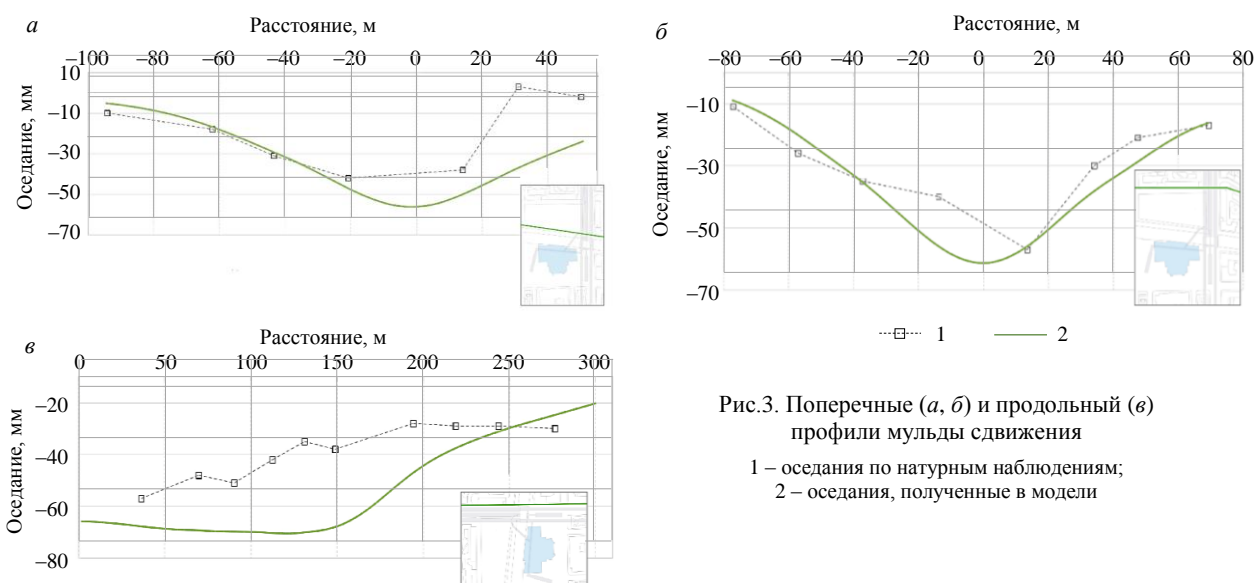 а
Расстояние, м
–100 –80 –60 –40 –20 0 20 40
Оседание, мм
10
–10
–30
–50
–70
б
Расстояние, м
–80 –60 –40 –20 0 20 40 60 80
Оседание, мм
–10
–30
–50
–70
1 2
в
Расстояние, м
0 50 100 150 200 250 300
Оседание, мм
–20
–40
–60
–80
Рис.3. Поперечные (а, б) и продольный (в)
профили мульды сдвижения
1 – оседания по натурным наблюдениям;
2 – оседания, полученные в модели